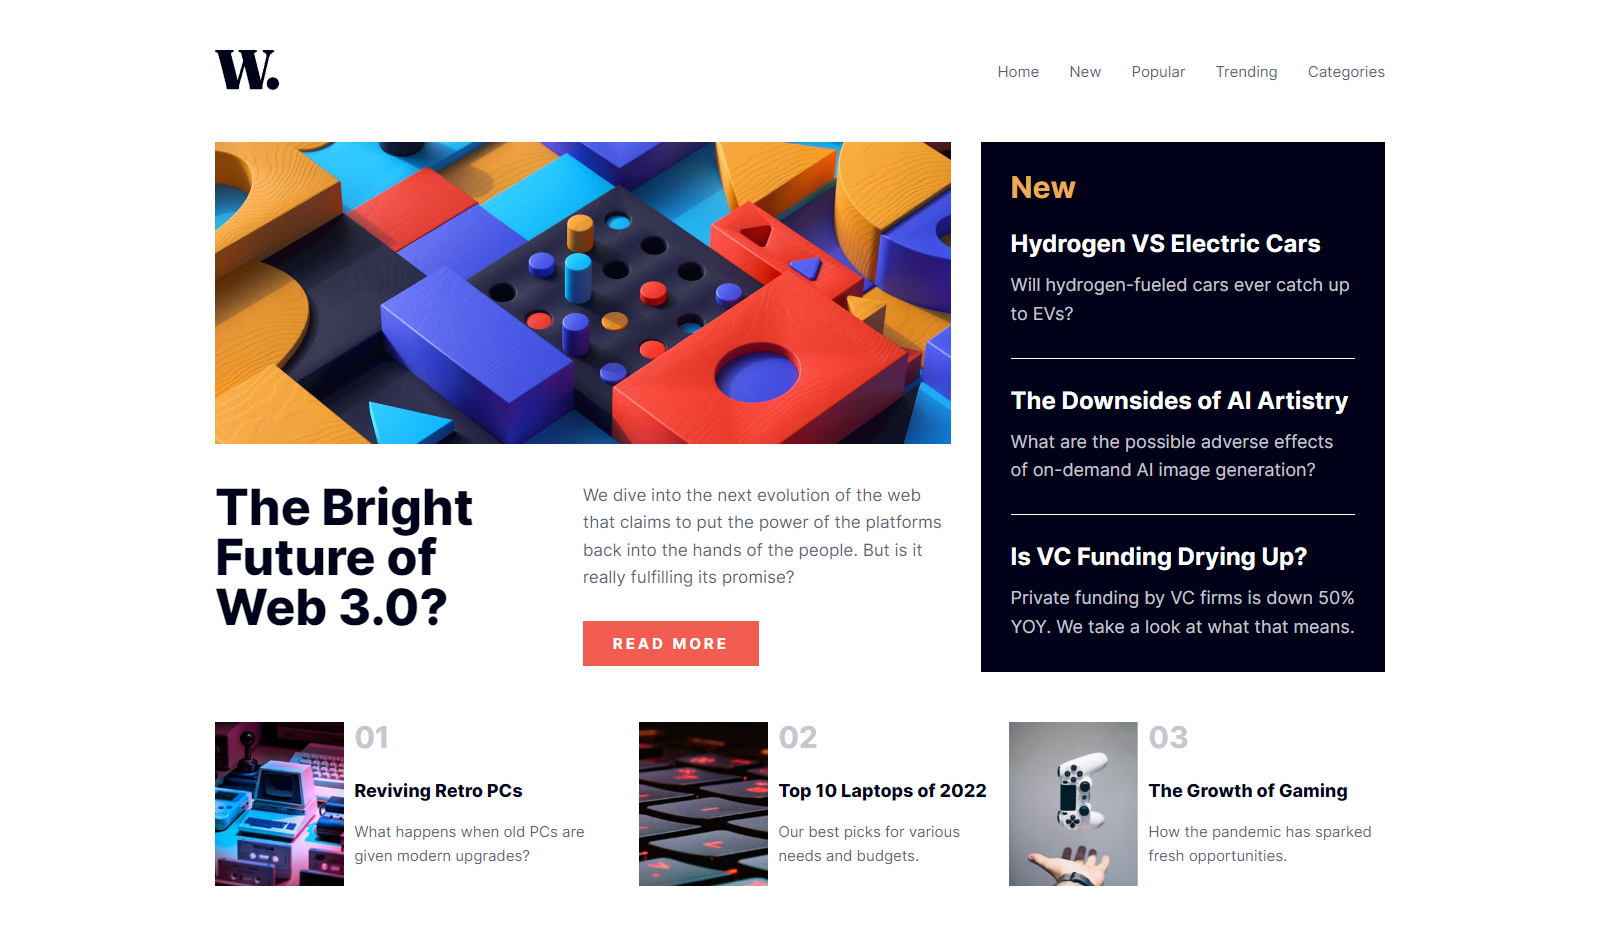 W.
Home New Popular Trending Categories
The Bright
Future of
Web 3.0?
We dive into the next evolution of the web
that claims to put the power of the platforms
back into the hands of the people. But is it
really fulfilling its promise?
READ MORE
New
Hydrogen VS Electric Cars
Will hydrogen-fueled cars ever catch up
to EVs?
The Downsides of AI Artistry
What are the possible adverse effects
of on-demand AI image generation?
Is VC Funding Drying Up?
Private funding by VC firms is down 50%
YOY. We take a look at what that means.
01
Reviving Retro PCs
What happens when old PCs are
given modern upgrades?
02
Top 10 Laptops of 2022
Our best picks for various
needs and budgets.
03
The Growth of Gaming
How the pandemic has sparked
fresh opportunities.